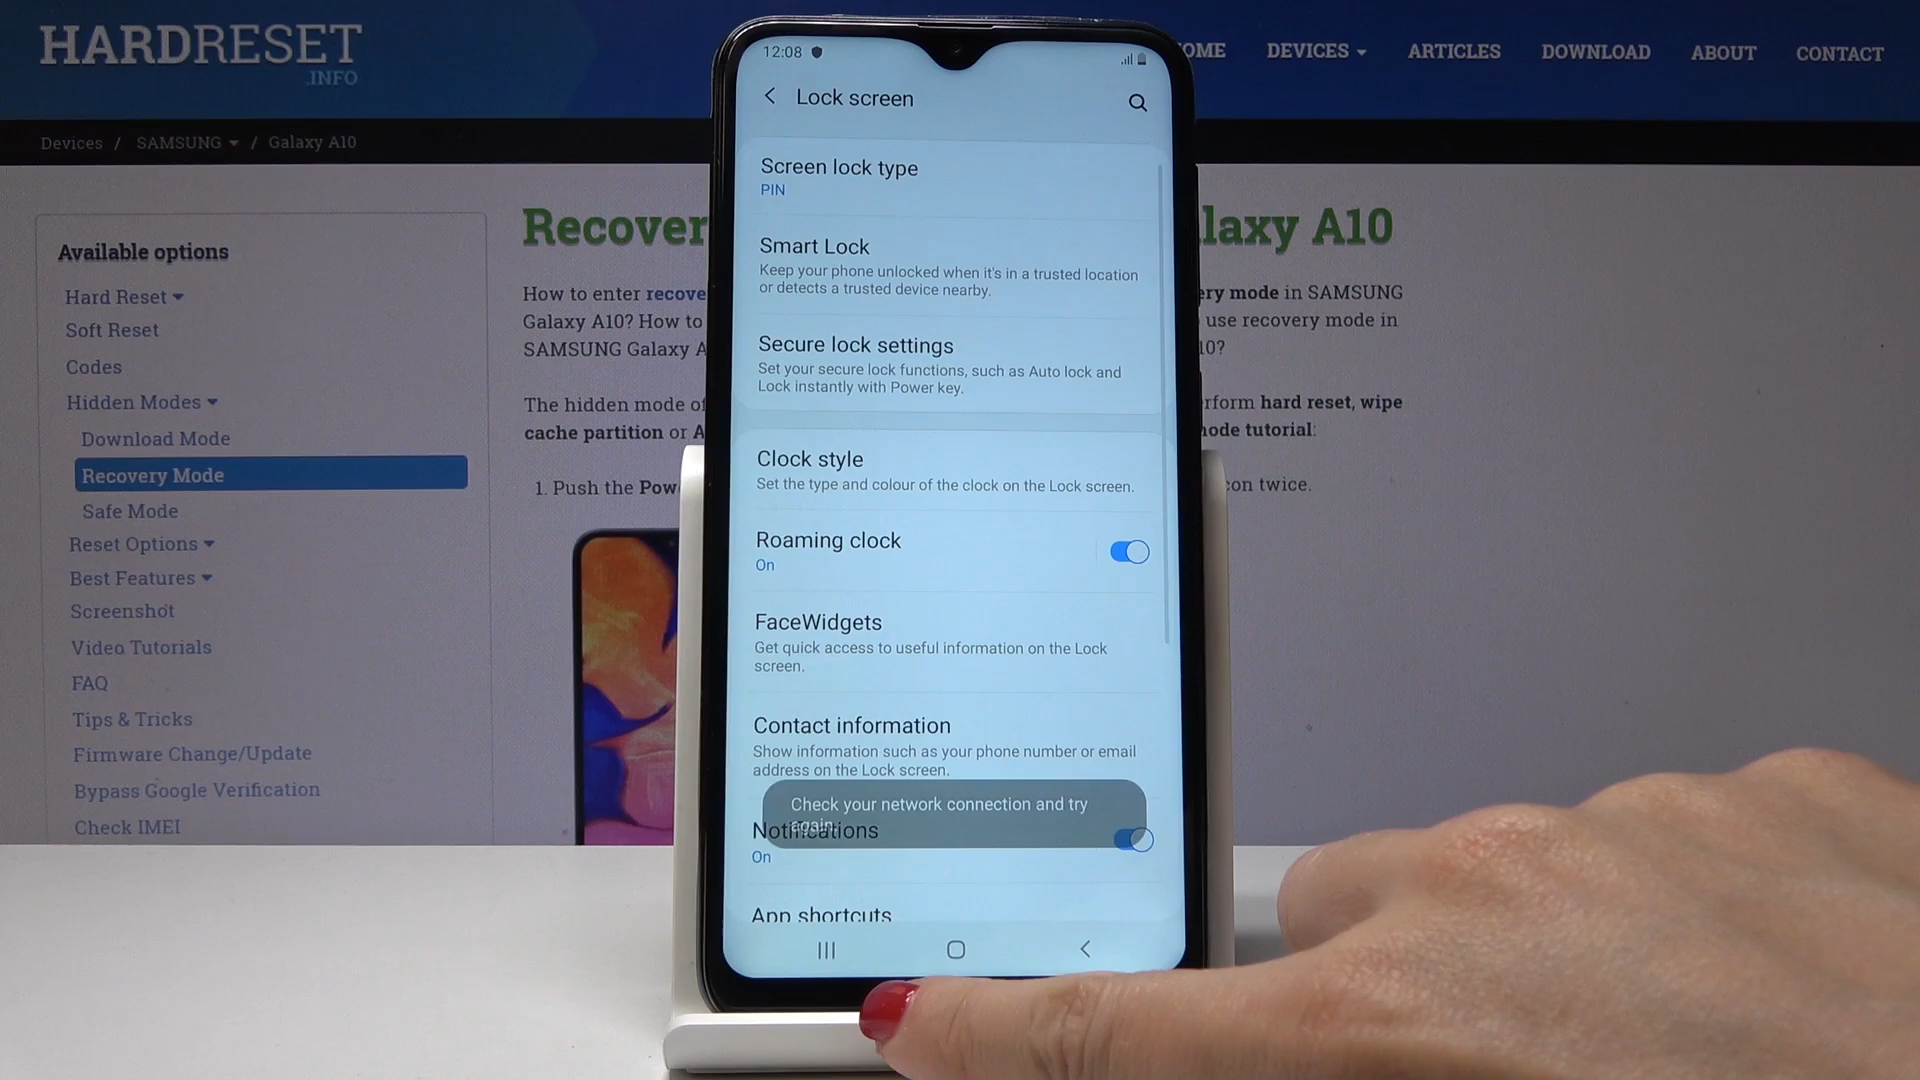 HARDRESET
.INFO
OME DEVICES ARTICLES DOWNLOAD ABOUT CONTACT
Devices / SAMSUNG / Galaxy A10
Available options
Hard Reset
Soft Reset
Codes
Hidden Modes
Download Mode
Recovery Mode
Safe Mode
Reset Options
Best Features
Screenshot
Video Tutorials
FAQ
Tips & Tricks
Firmware Change/Update
Bypass Google Verification
Check IMEI
Recover laxy A10
How to enter recove ry mode in SAMSUNG
Galaxy A10? How to use recovery mode in
SAMSUNG Galaxy A 10?
The hidden mode of rform hard reset, wipe
cache partition or A ode tutorial:
1. Push the Pow con twice.
12:08
Lock screen
Screen lock type
PIN
Smart Lock
Keep your phone unlocked when it's in a trusted location
or detects a trusted device nearby.
Secure lock settings
Set your secure lock functions, such as Auto lock and
Lock instantly with Power key.
Clock style
Set the type and colour of the clock on the Lock screen.
Roaming clock
On
FaceWidgets
Get quick access to useful information on the Lock
screen.
Contact information
Show information such as your phone number or email
address on the Lock screen.
Check your network connection and try
again.
Notifications
On
App shortcuts